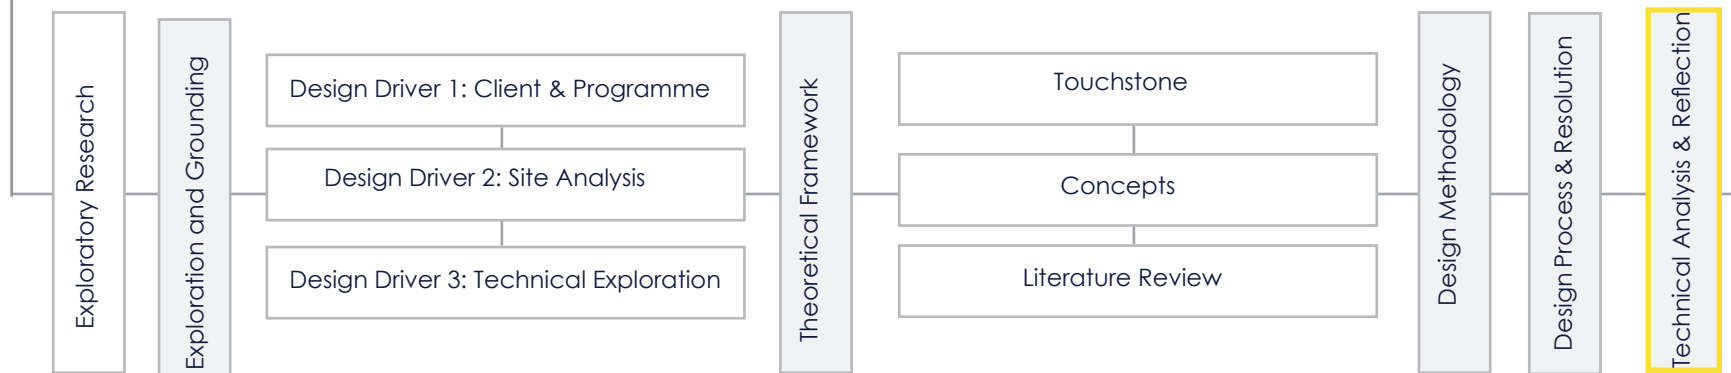 Exploratory Research
Exploration and Grounding
Design Driver 1: Client & Programme
Design Driver 2: Site Analysis
Design Driver 3: Technical Exploration
Theoretical Framework
Touchstone
Concepts
Literature Review
Design Methodology
Design Process & Resolution
Technical Analysis & Reflection